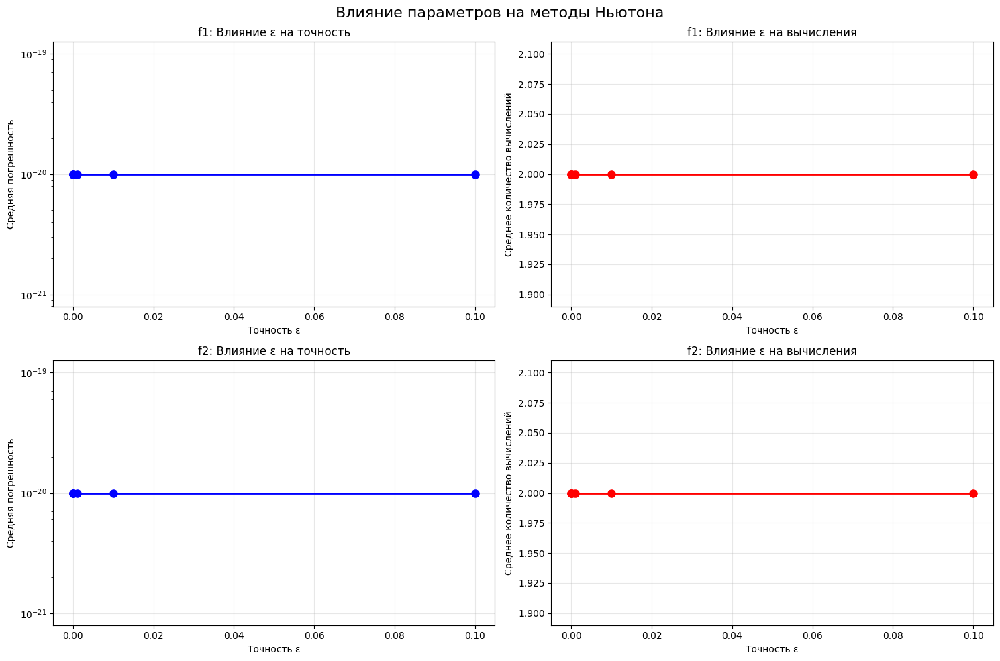 Влияние параметров на методы Ньютона
f1: Влияние ε на точность
Средняя погрешность
10⁻¹⁹
10⁻²⁰
10⁻²¹
0.00 0.02 0.04 0.06 0.08 0.10
Точность ε
f1: Влияние ε на вычисления
Среднее количество вычислений
2.100
2.075
2.050
2.025
2.000
1.975
1.950
1.925
1.900
0.00 0.02 0.04 0.06 0.08 0.10
Точность ε
f2: Влияние ε на точность
Средняя погрешность
10⁻¹⁹
10⁻²⁰
10⁻²¹
0.00 0.02 0.04 0.06 0.08 0.10
Точность ε
f2: Влияние ε на вычисления
Среднее количество вычислений
2.100
2.075
2.050
2.025
2.000
1.975
1.950
1.925
1.900
0.00 0.02 0.04 0.06 0.08 0.10
Точность ε